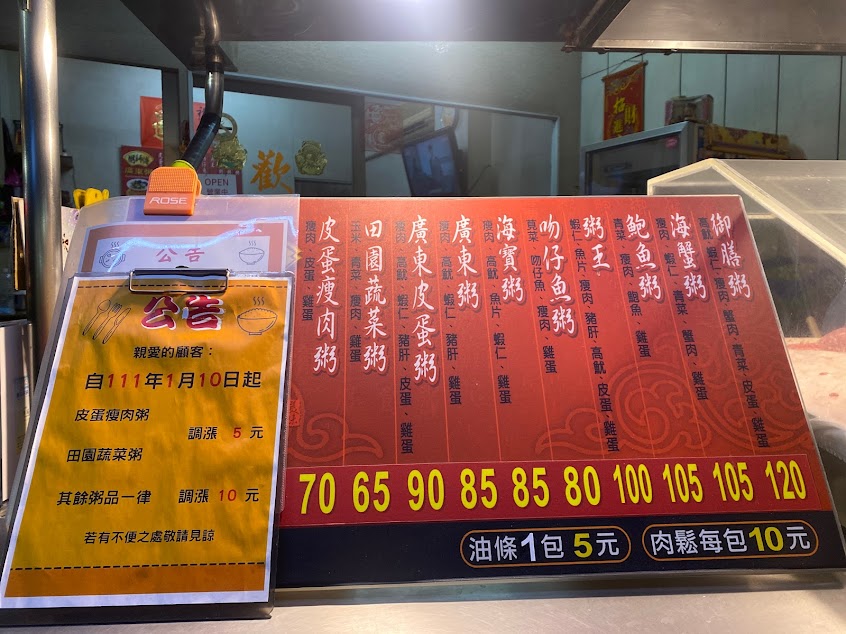 歡
OPEN
招財進
ROSE
公告
公告
親愛的顧客：
自111年1月10日起
皮蛋瘦肉粥
調漲 5 元
田園蔬菜粥
其餘粥品一律 調漲 10 元
若有不便之處敬請見諒
御膳粥
高魷、蝦仁、瘦肉、蟹肉、青菜、皮蛋、雞蛋
海蟹粥
瘦肉、蝦仁、青菜、蟹肉、雞蛋
鮑魚粥
青菜、瘦肉、鮑魚、雞蛋
粥王
蝦仁、魚片、瘦肉、豬肝、高魷、皮蛋、雞蛋
吻仔魚粥
莧菜、吻仔魚、瘦肉、雞蛋
海寶粥
瘦肉、高魷、魚片、蝦仁、雞蛋
廣東粥
瘦肉、高魷、蝦仁、豬肝、雞蛋
廣東皮蛋粥
瘦肉、高魷、蝦仁、豬肝、皮蛋、雞蛋
田園蔬菜粥
玉米、青菜、瘦肉、雞蛋
皮蛋瘦肉粥
瘦肉、皮蛋、雞蛋
70 65 90 85 85 80 100 105 105 120
油條1包5元
肉鬆每包10元